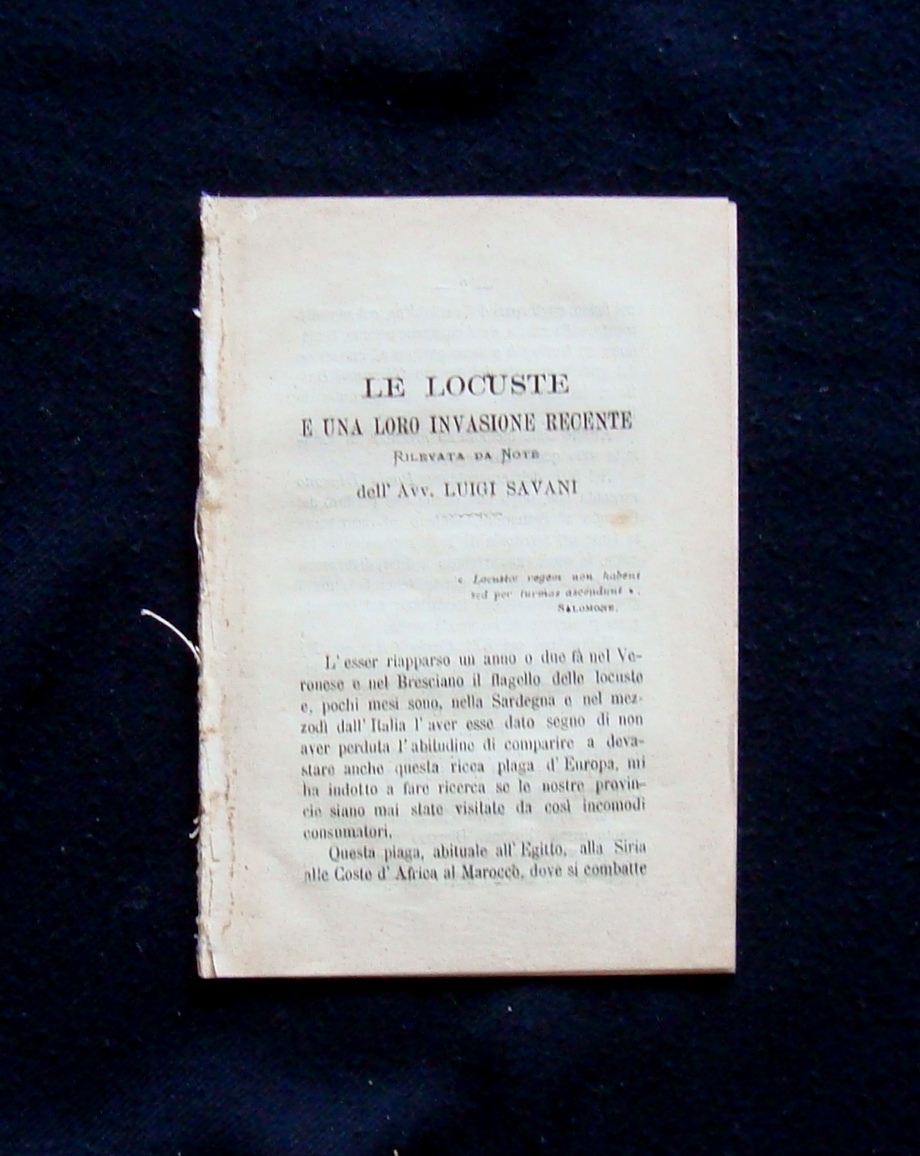 LE LOCUSTE
E UNA LORO INVASIONE RECENTE
RILEVATA DA NOTE
dell' Avv. LUIGI SAVANI
« Locustae regem non habent
sed per turmas ascendunt ».
SALOMONE.
L' esser riapparso un anno o due fà nel Ve-
ronese e nel Bresciano il flagello delle locuste
e, pochi mesi sono, nella Sardegna e nel mez-
zodì dall' Italia l' aver esse dato segno di non
aver perduta l' abitudine di comparire a deva-
stare anche questa ricca plaga d' Europa, mi
ha indotto a fare ricerca se le nostre provin-
cie siano mai state visitate da così incomodi
consumatori.
Questa piaga, abituale all' Egitto, alla Siria
alle Coste d' Africa al Marocco, dove si combatte